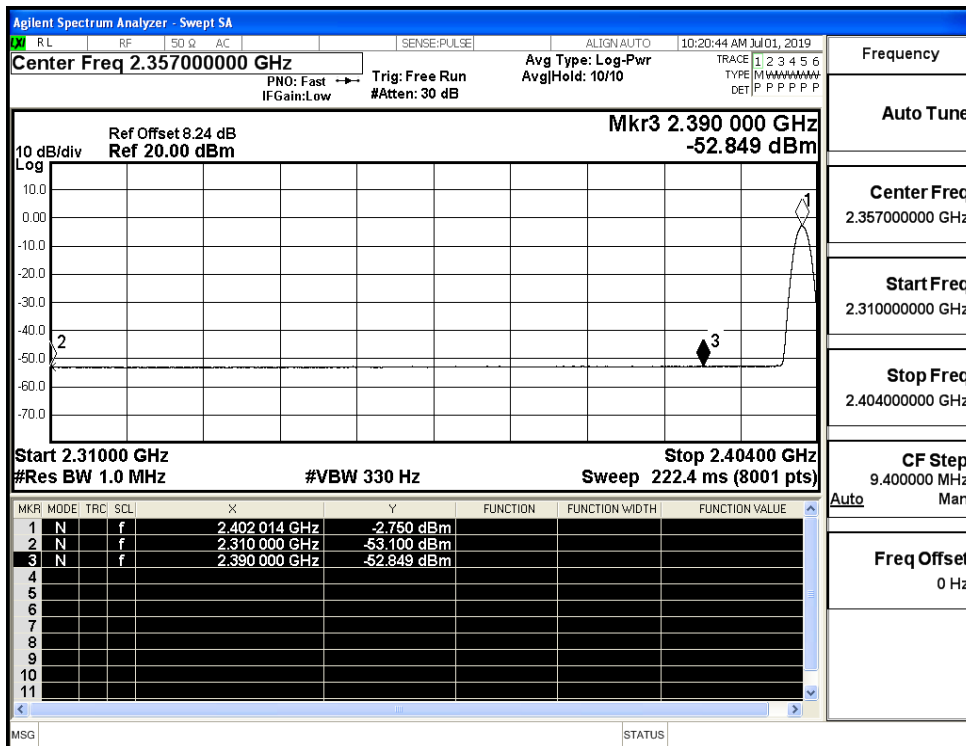 Agilent Spectrum Analyzer - Swept SA
LXI RL RF 50 Ω AC SENSE:PULSE ALIGN AUTO 10:20:44 AM Jul 01, 2019
Center Freq 2.357000000 GHz
PNO: Fast
IFGain:Low
Trig: Free Run
#Atten: 30 dB
Avg Type: Log-Pwr
Avg|Hold: 10/10
TRACE 1 2 3 4 5 6
TYPE M WWWWW
DET P P P P P P
Mkr3 2.390 000 GHz
-52.849 dBm
Ref Offset 8.24 dB
10 dB/div Ref 20.00 dBm
Log
10.0
0.00
-10.0
-20.0
-30.0
-40.0
-50.0
-60.0
-70.0
1
2
3
Start 2.31000 GHz Stop 2.40400 GHz
#Res BW 1.0 MHz #VBW 330 Hz Sweep 222.4 ms (8001 pts)
MKR MODE TRC SCL X Y FUNCTION FUNCTION WIDTH FUNCTION VALUE
1 N f 2.402 014 GHz -2.750 dBm
2 N f 2.310 000 GHz -53.100 dBm
3 N f 2.390 000 GHz -52.849 dBm
4
5
6
7
8
9
10
11
MSG STATUS
Frequency
Auto Tune
Center Freq
2.357000000 GHz
Start Freq
2.310000000 GHz
Stop Freq
2.404000000 GHz
CF Step
9.400000 MHz
Auto Man
Freq Offset
0 Hz